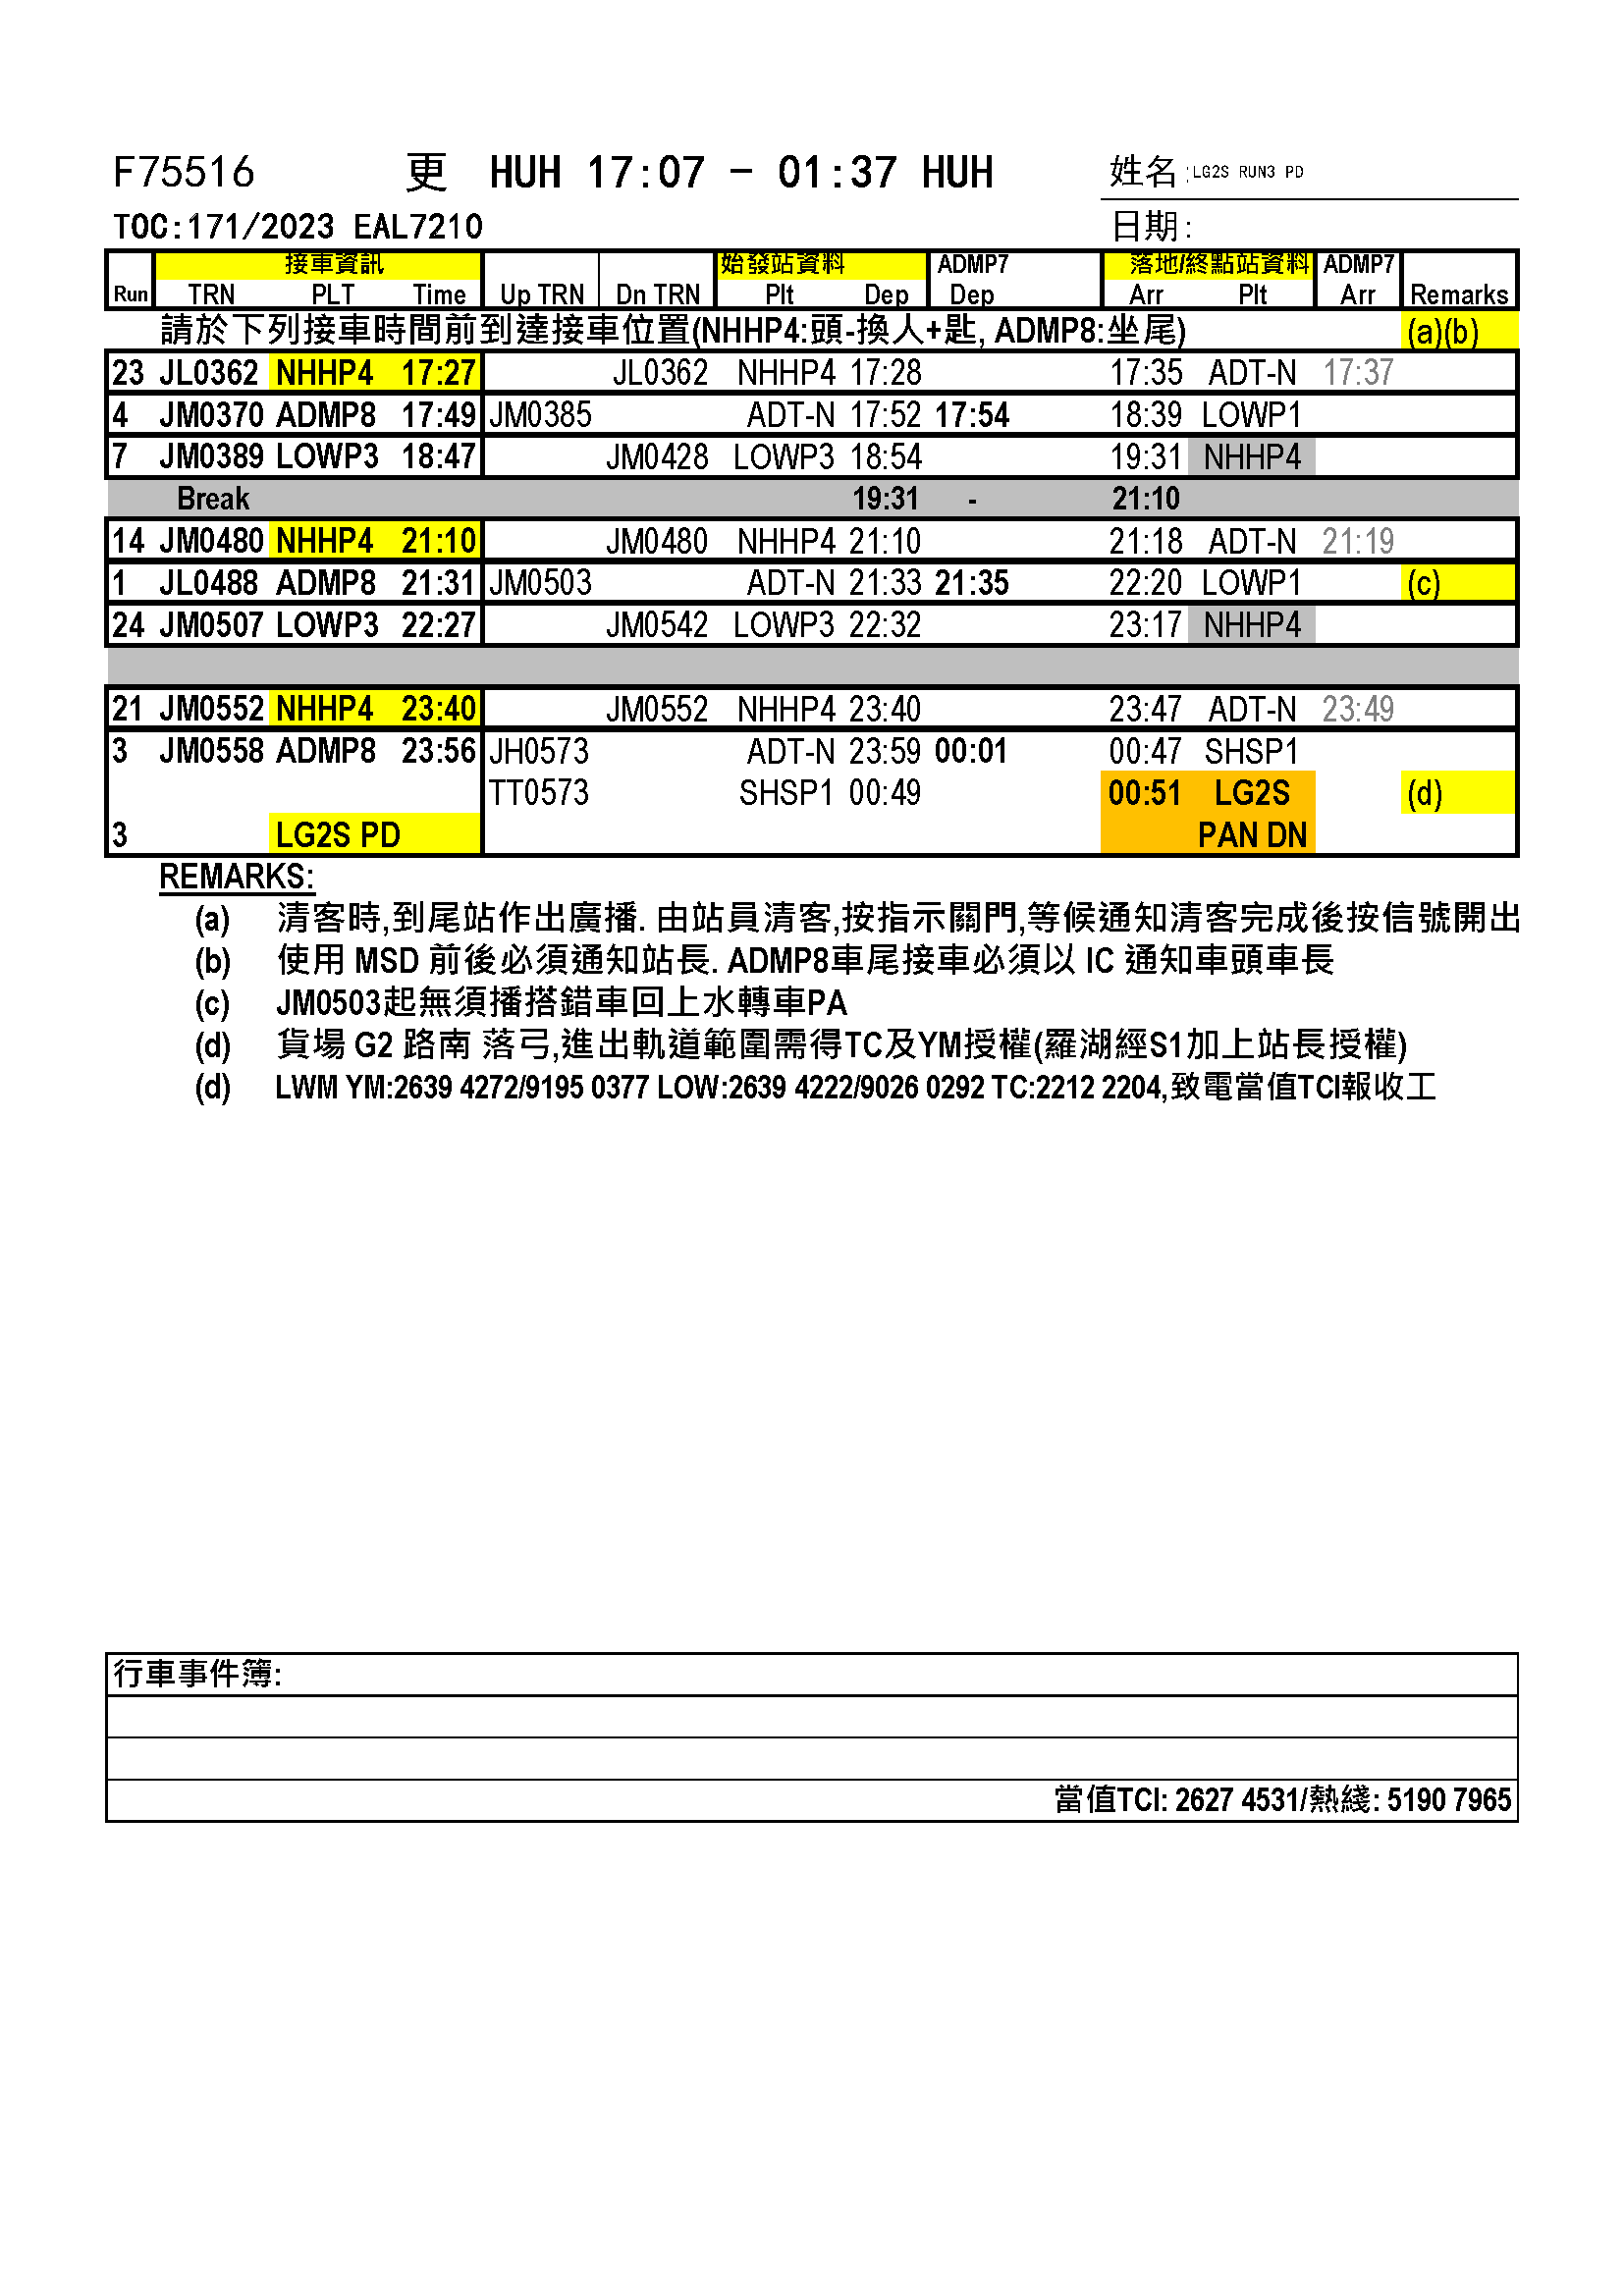 F75516 更 HUH 17:07 - 01:37 HUH 姓名:LG2S RUN3 PD
TOC:171/2023 EAL7210 日期:
接車資訊 始發站資料 ADMP7 落地/終點站資料 ADMP7
Run TRN PLT Time Up TRN Dn TRN Plt Dep Dep Arr Plt Arr Remarks
請於下列接車時間前到達接車位置(NHHP4:頭-換人+匙, ADMP8:坐尾) (a)(b)
23 JL0362 NHHP4 17:27 JL0362 NHHP4 17:28 17:35 ADT-N 17:37
4 JM0370 ADMP8 17:49 JM0385 ADT-N 17:52 17:54 18:39 LOWP1
7 JM0389 LOWP3 18:47 JM0428 LOWP3 18:54 19:31 NHHP4
Break 19:31 - 21:10
14 JM0480 NHHP4 21:10 JM0480 NHHP4 21:10 21:18 ADT-N 21:19
1 JL0488 ADMP8 21:31 JM0503 ADT-N 21:33 21:35 22:20 LOWP1 (c)
24 JM0507 LOWP3 22:27 JM0542 LOWP3 22:32 23:17 NHHP4
21 JM0552 NHHP4 23:40 JM0552 NHHP4 23:40 23:47 ADT-N 23:49
3 JM0558 ADMP8 23:56 JH0573 ADT-N 23:59 00:01 00:47 SHSP1
TT0573 SHSP1 00:49 00:51 LG2S (d)
3 LG2S PD PAN DN
REMARKS:
(a) 清客時,到尾站作出廣播. 由站員清客,按指示關門,等候通知清客完成後按信號開出
(b) 使用 MSD 前後必須通知站長. ADMP8車尾接車必須以 IC 通知車頭車長
(c) JM0503起無須播搭錯車回上水轉車PA
(d) 貨場 G2 路南 落弓,進出軌道範圍需得TC及YM授權(羅湖經S1加上站長授權)
(d) LWM YM:2639 4272/9195 0377 LOW:2639 4222/9026 0292 TC:2212 2204,致電當值TCI報收工
行車事件簿:
當值TCI: 2627 4531/熱綫: 5190 7965